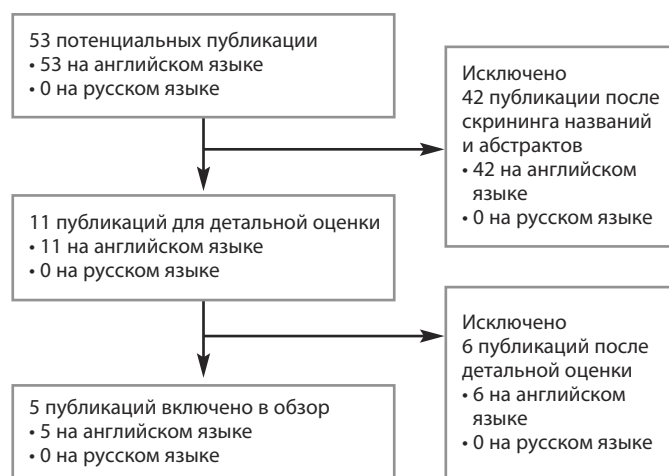 53 потенциальных публикации
• 53 на английском языке
• 0 на русском языке
Исключено
42 публикации после
скрининга названий
и абстрактов
• 42 на английском
языке
• 0 на русском языке
11 публикаций для детальной оценки
• 11 на английском языке
• 0 на русском языке
Исключено
6 публикаций после
детальной оценки
• 6 на английском
языке
• 0 на русском языке
5 публикаций включено в обзор
• 5 на английском языке
• 0 на русском языке